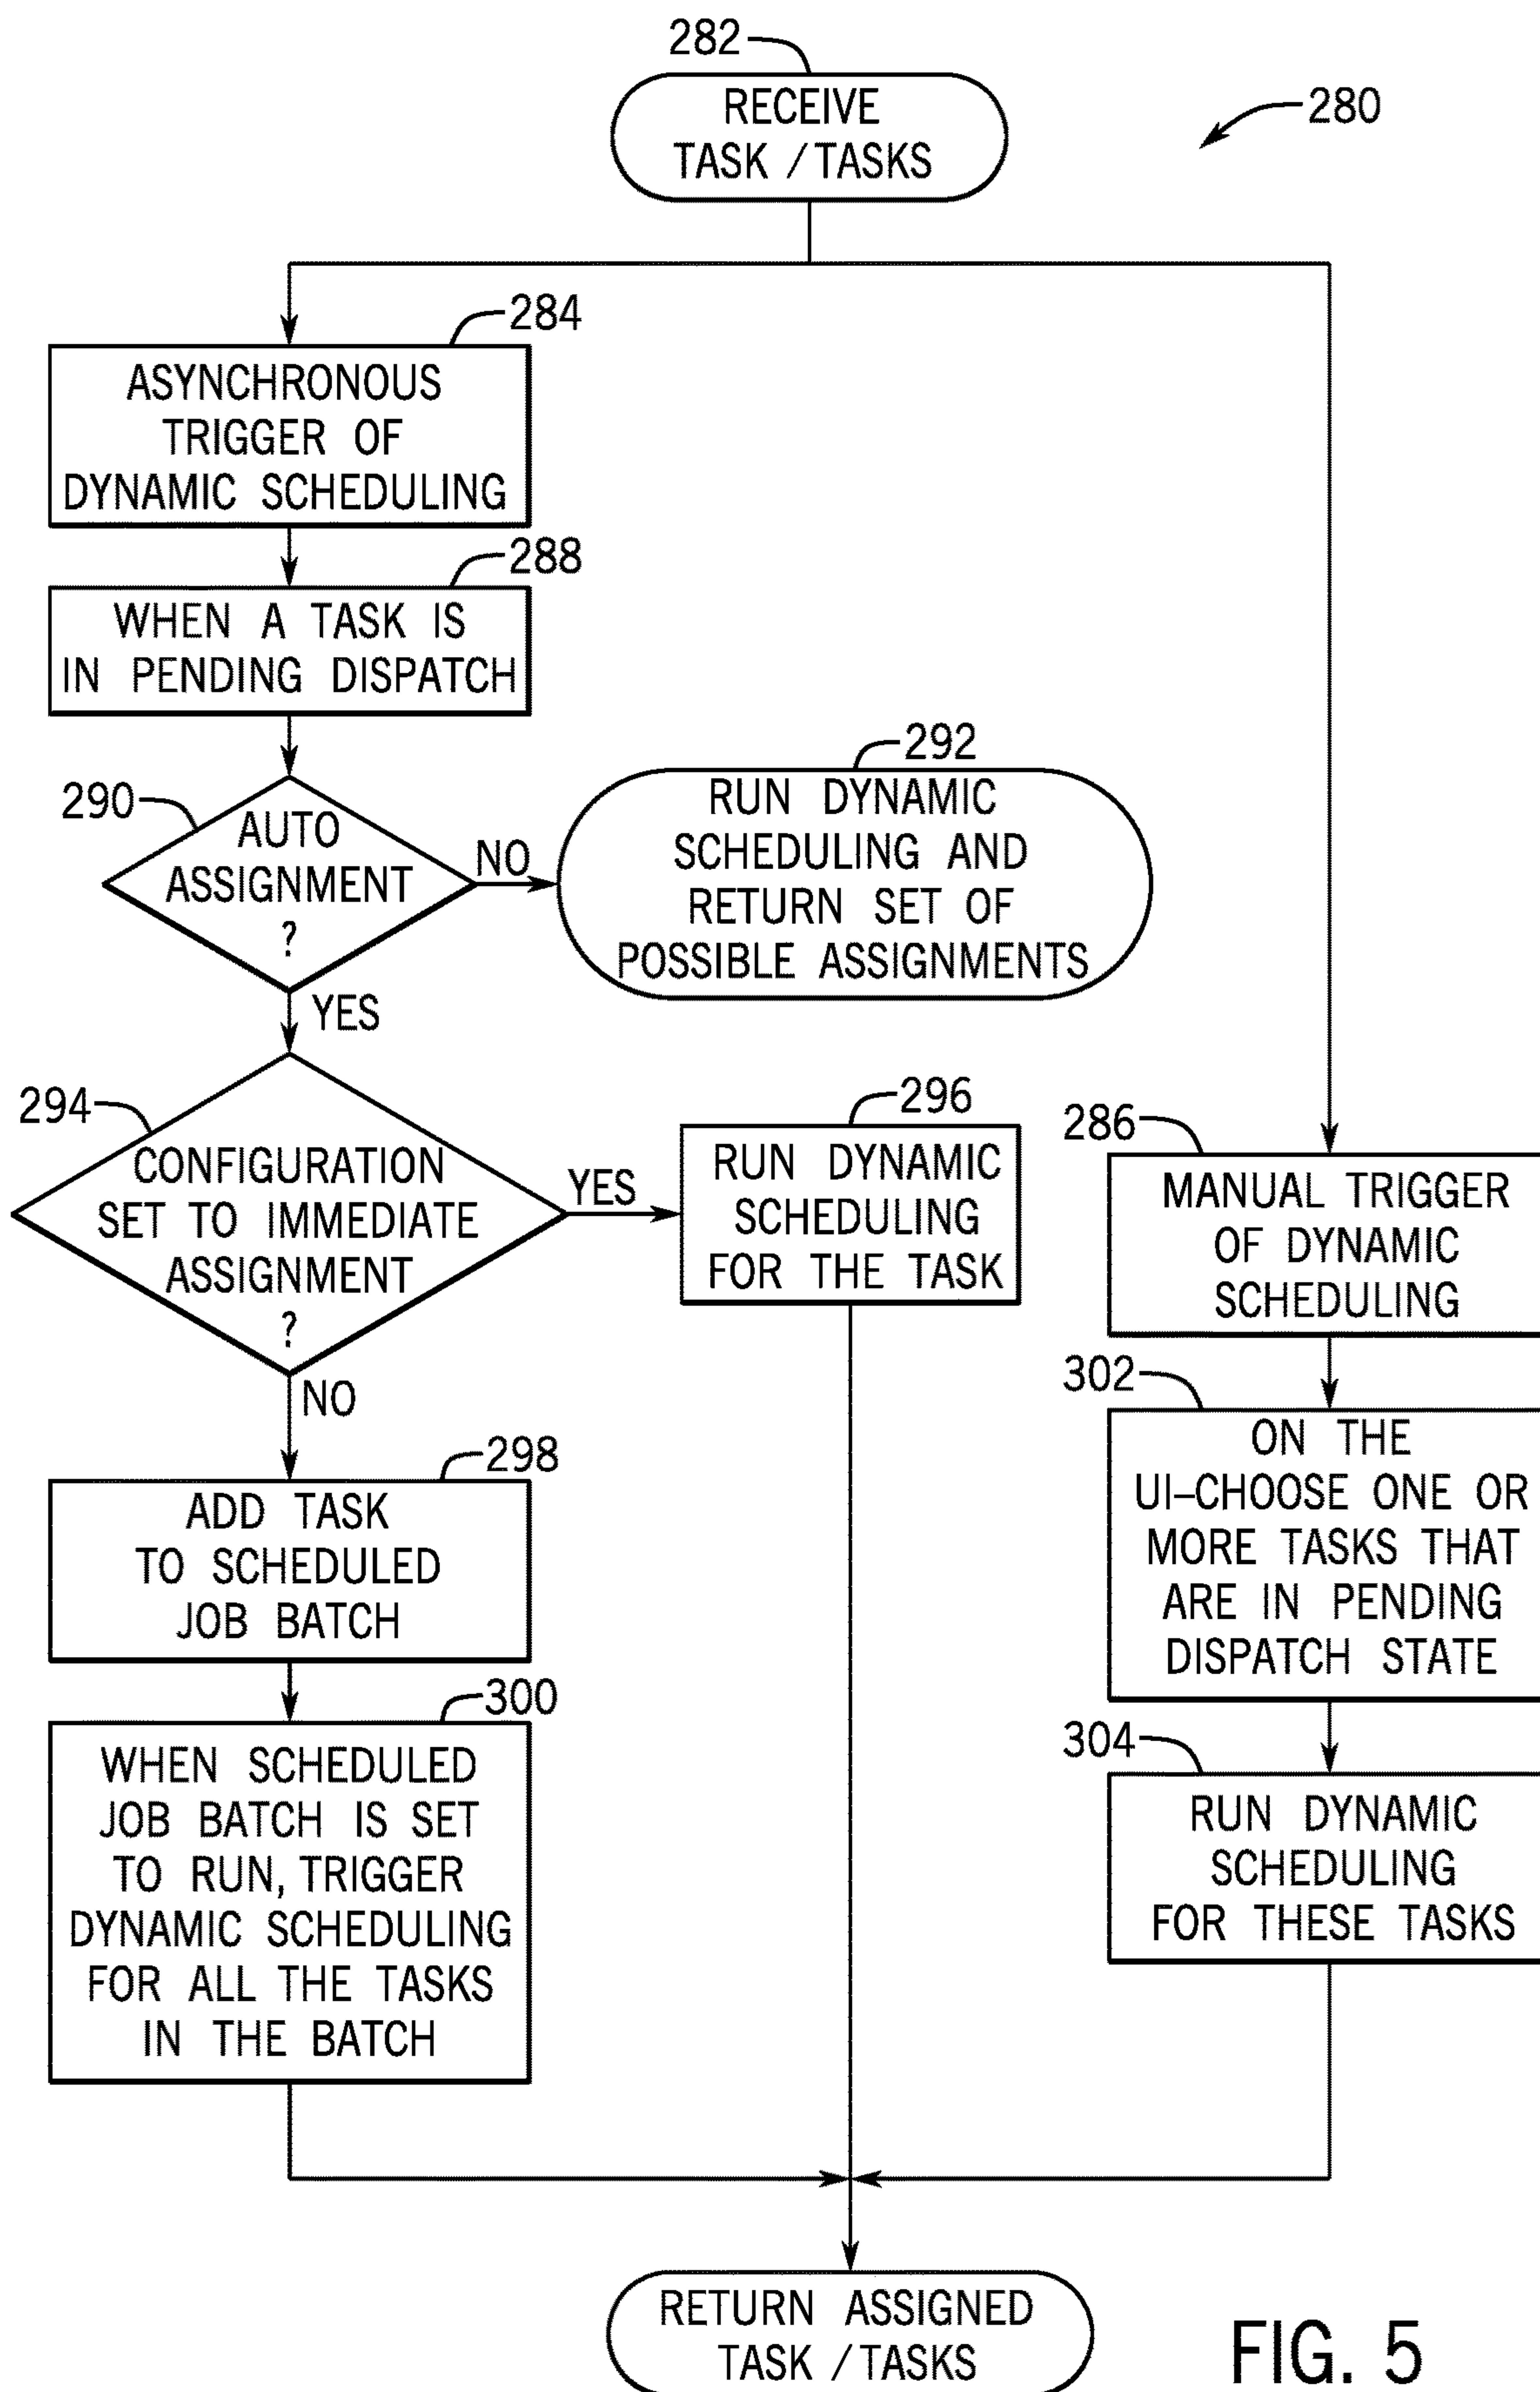 282
RECEIVE
TASK / TASKS
280
284
ASYNCHRONOUS
TRIGGER OF
DYNAMIC SCHEDULING
288
WHEN A TASK IS
IN PENDING DISPATCH
290
AUTO
ASSIGNMENT
?
NO
YES
292
RUN DYNAMIC
SCHEDULING AND
RETURN SET OF
POSSIBLE ASSIGNMENTS
294
CONFIGURATION
SET TO IMMEDIATE
ASSIGNMENT
?
YES
NO
296
RUN DYNAMIC
SCHEDULING
FOR THE TASK
298
ADD TASK
TO SCHEDULED
JOB BATCH
300
WHEN SCHEDULED
JOB BATCH IS SET
TO RUN, TRIGGER
DYNAMIC SCHEDULING
FOR ALL THE TASKS
IN THE BATCH
286
MANUAL TRIGGER
OF DYNAMIC
SCHEDULING
302
ON THE
UI–CHOOSE ONE OR
MORE TASKS THAT
ARE IN PENDING
DISPATCH STATE
304
RUN DYNAMIC
SCHEDULING
FOR THESE TASKS
RETURN ASSIGNED
TASK / TASKS
FIG. 5